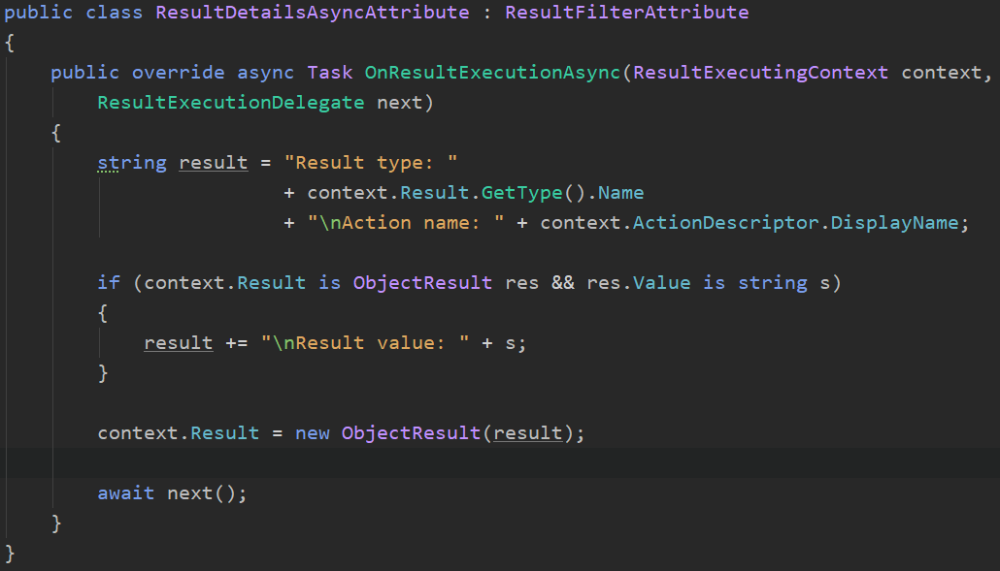 public class ResultDetailsAsyncAttribute : ResultFilterAttribute
{
    public override async Task OnResultExecutionAsync(ResultExecutingContext context,
        ResultExecutionDelegate next)
    {
        string result = "Result type: "
                        + context.Result.GetType().Name
                        + "\nAction name: " + context.ActionDescriptor.DisplayName;
        if (context.Result is ObjectResult res && res.Value is string s)
        {
            result += "\nResult value: " + s;
        }
        context.Result = new ObjectResult(result);
        await next();
    }
}